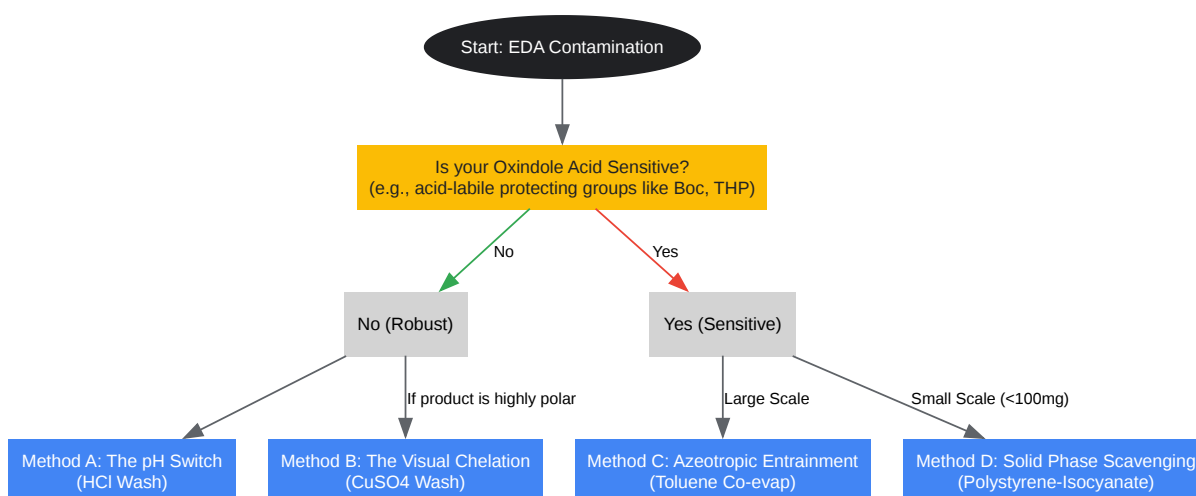 Start: EDA Contamination
Is your Oxindole Acid Sensitive?
(e.g., acid-labile protecting groups like Boc, THP)
No
Yes
No (Robust)
Yes (Sensitive)
If product is highly polar
Large Scale
Small Scale (<100mg)
Method A: The pH Switch
(HCl Wash)
Method B: The Visual Chelation
(CuSO4 Wash)
Method C: Azeotropic Entrainment
(Toluene Co-evap)
Method D: Solid Phase Scavenging
(Polystyrene-Isocyanate)